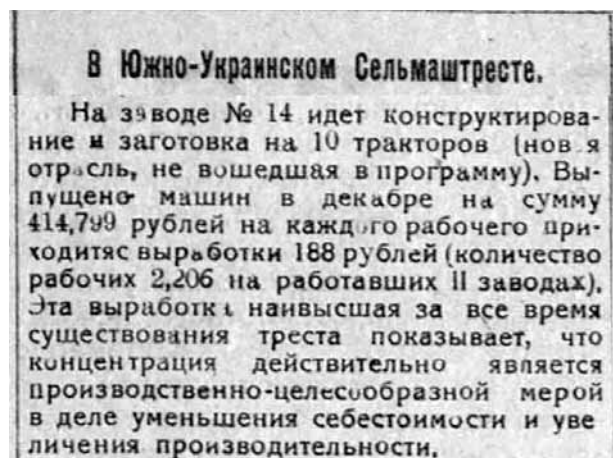 В Южно-Украинском Сельмаштресте.
На заводе № 14 идет конструктирова-
ние и заготовка на 10 тракторов (нов я
отрасль, не вошедшая в программу). Вы-
пущено машин в декабре на сумму
414,799 рублей на каждого рабочего при-
ходитяс выработки 188 рублей (количество
рабочих 2,206 на работавших II заводах).
Эта выработка наивысшая за все время
существования треста показывает, что
концентрация действительно является
производственно-целесообразной мерой
в деле уменьшения себестоимости и уве
личения производительности.